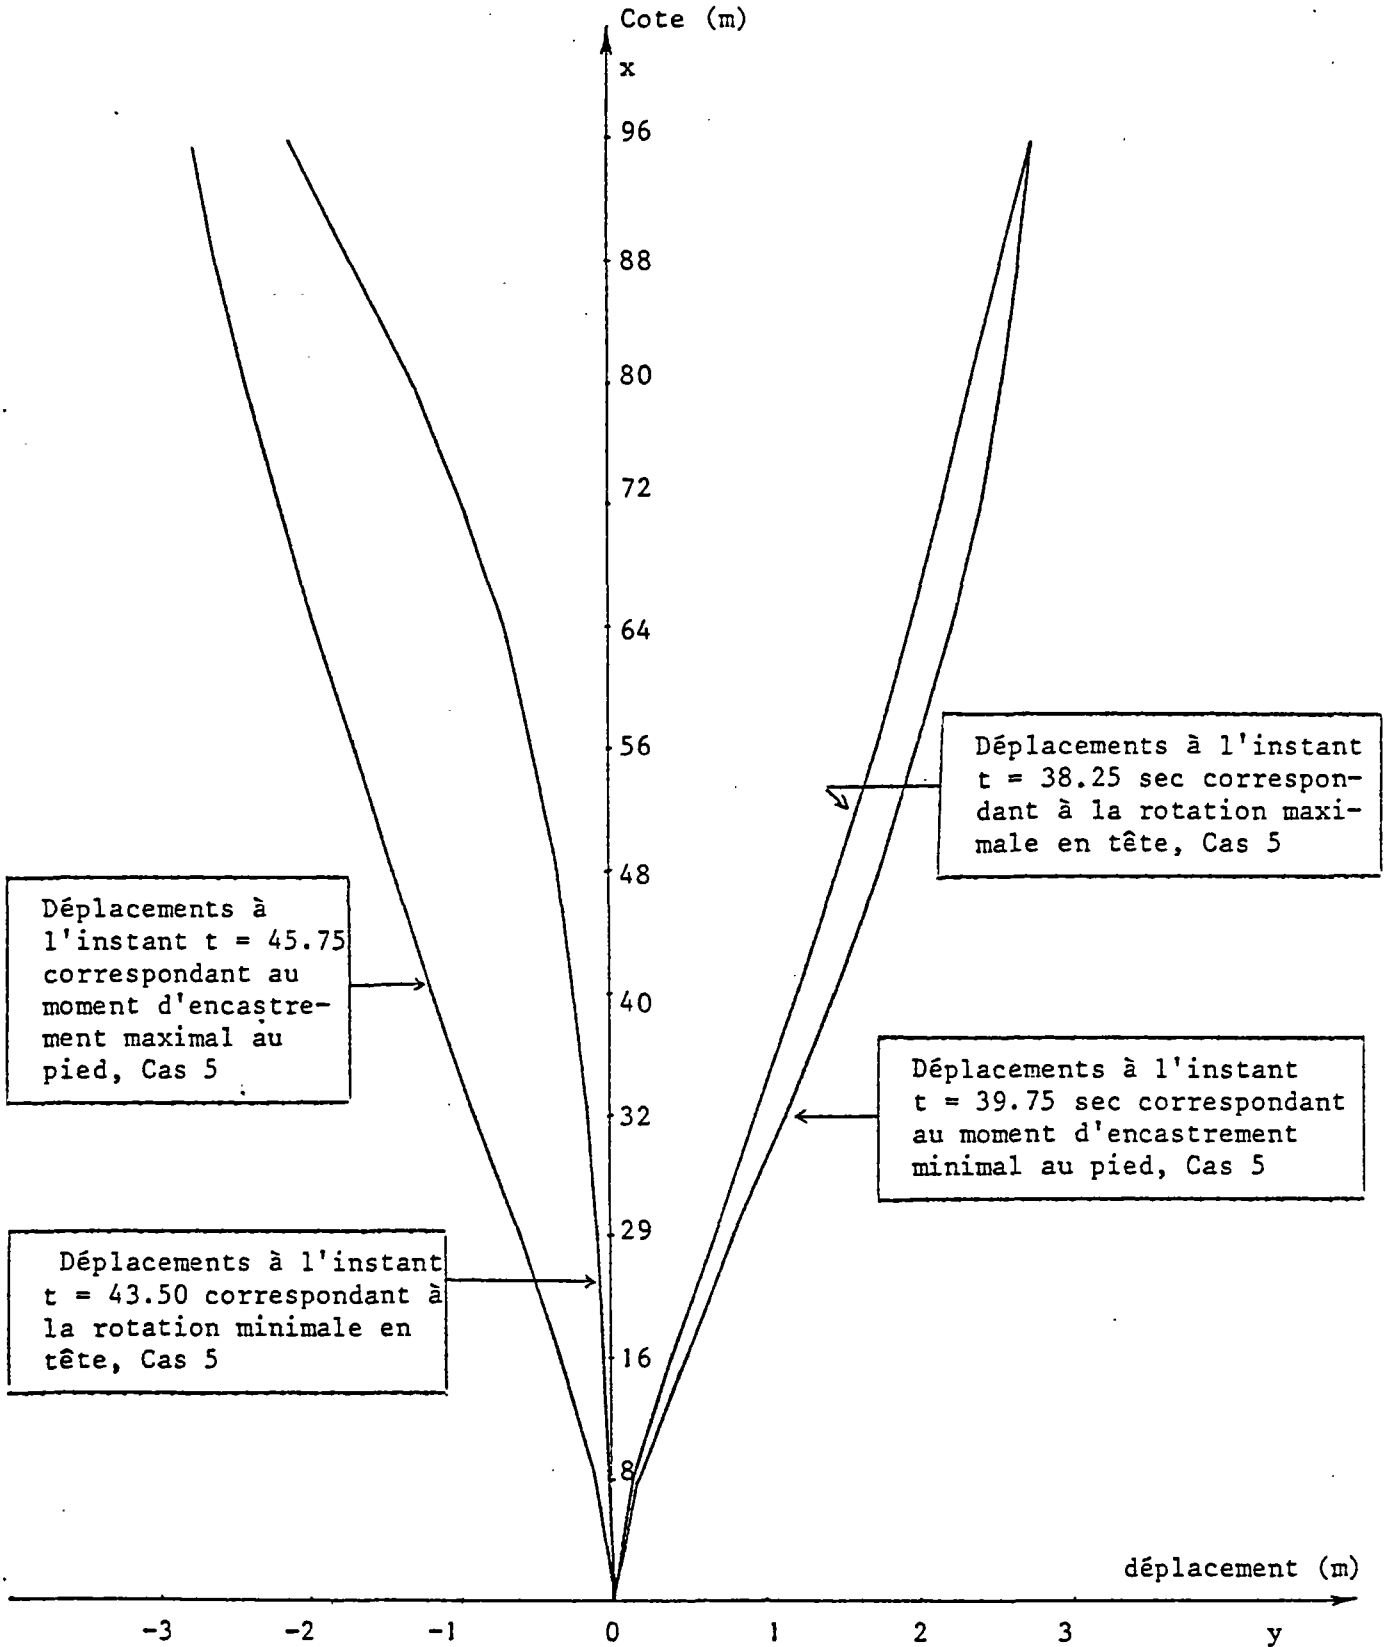 Cote (m)
x
96
88
80
72
64
56
Déplacements à l'instant
t = 38.25 sec correspon-
dant à la rotation maxi-
male en tête, Cas 5
48
Déplacements à
l'instant t = 45.75
correspondant au
moment d'encastre-
ment maximal au
pied, Cas 5
40
Déplacements à l'instant
t = 39.75 sec correspondant
au moment d'encastrement
minimal au pied, Cas 5
32
29
Déplacements à l'instant
t = 43.50 correspondant à
la rotation minimale en
tête, Cas 5
16
8
déplacement (m)
-3 -2 -1 0 1 2 3 y